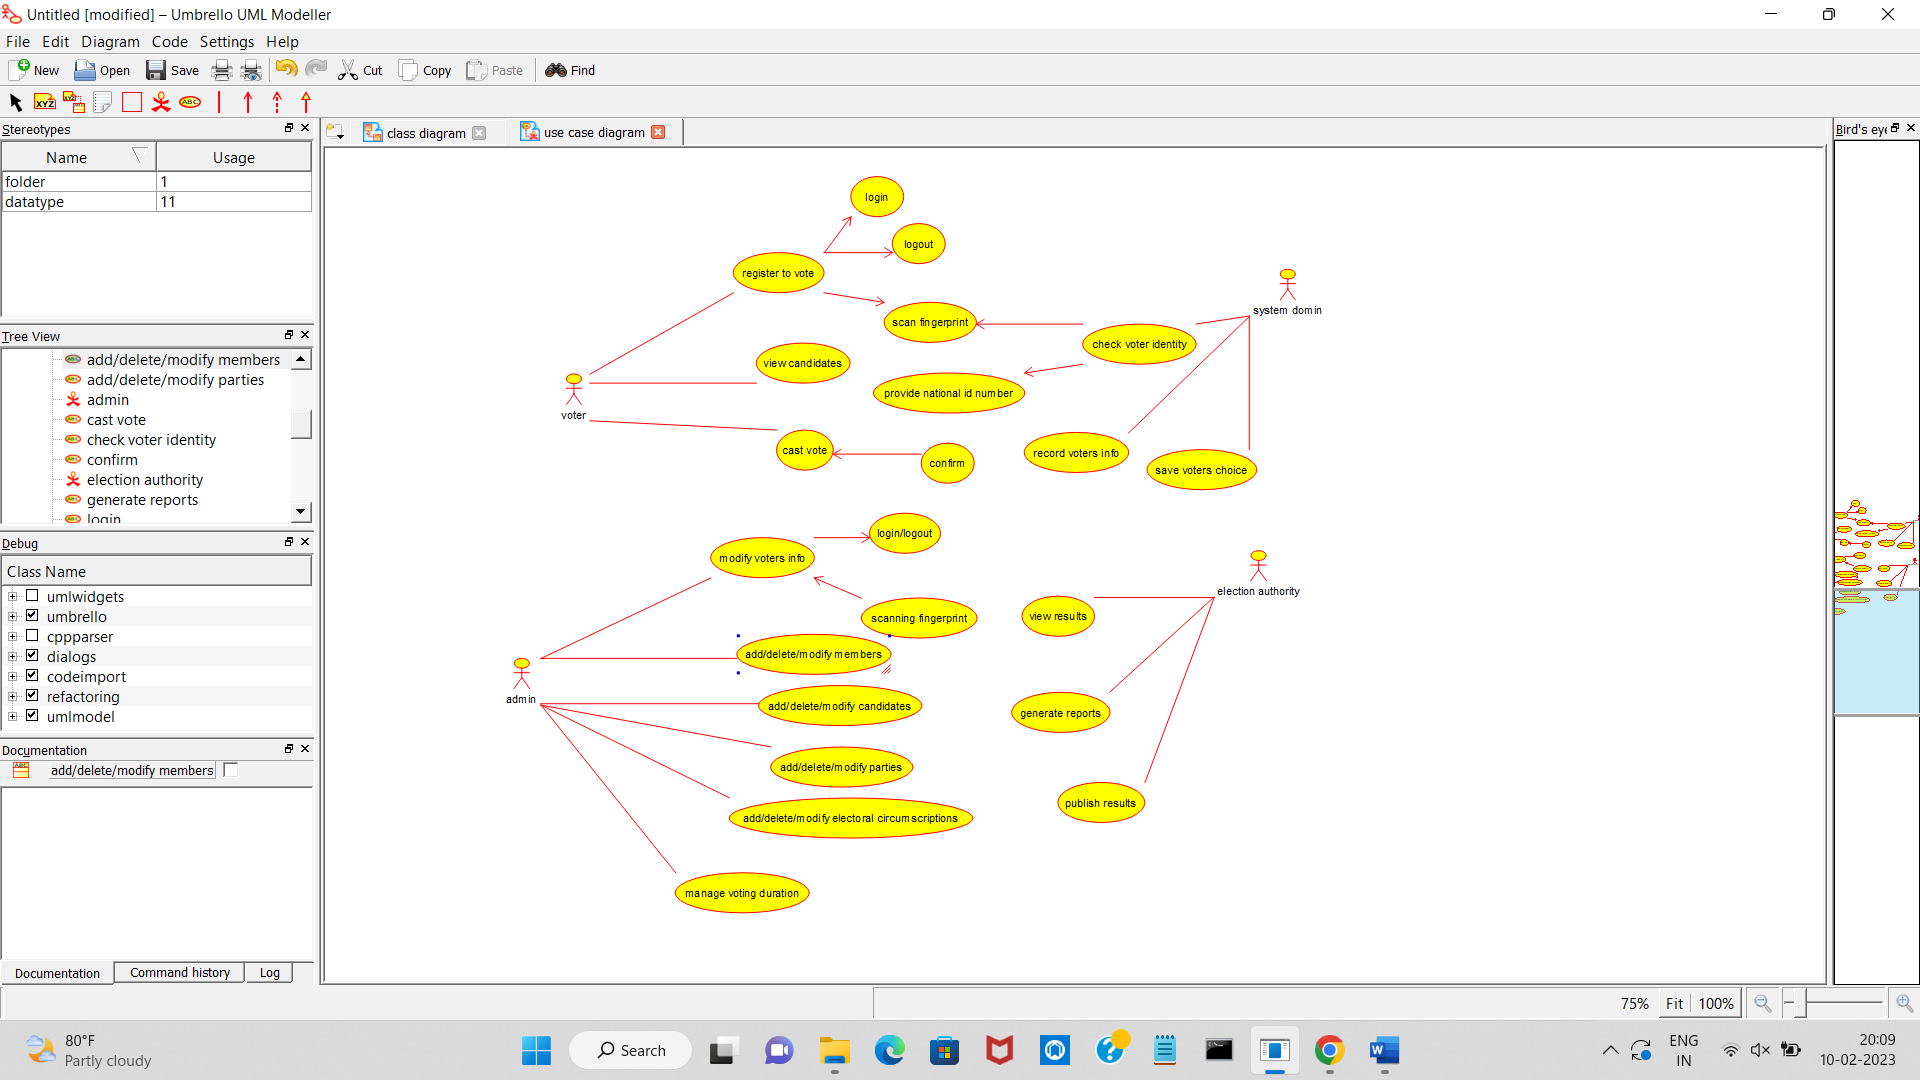 Untitled [modified] – Umbrello UML Modeller
File Edit Diagram Code Settings Help
New Open Save Cut Copy Paste Find
XYZ XYZ ABC
Stereotypes
Name Usage
folder 1
datatype 11
Tree View
add/delete/modify members
add/delete/modify parties
admin
cast vote
check voter identity
confirm
election authority
generate reports
login
Debug
Class Name
umlwidgets
umbrello
cppparser
dialogs
codeimport
refactoring
umlmodel
Documentation
add/delete/modify members
Documentation Command history Log
class diagram use case diagram
login
logout
register to vote
system domin
scan fingerprint
check voter identity
view candidates
provide national id number
voter
cast vote
confirm
record voters info
save voters choice
login/logout
modify voters info
election authority
scanning fingerprint
view results
add/delete/modify members
admin
add/delete/modify candidates
generate reports
add/delete/modify parties
publish results
add/delete/modify electoral circumscriptions
manage voting duration
Bird's eye
75% Fit 100%
80°F
Partly cloudy
Search
ENG
IN
20:09
10-02-2023